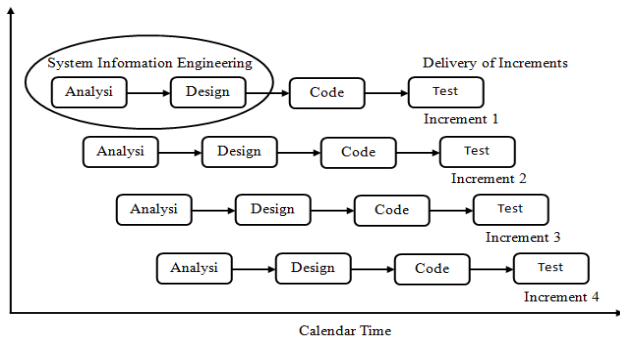 System Information Engineering
Delivery of Increments
Analysi Design Code Test
Increment 1
Analysi Design Code Test
Increment 2
Analysi Design Code Test
Increment 3
Analysi Design Code Test
Increment 4
Calendar Time